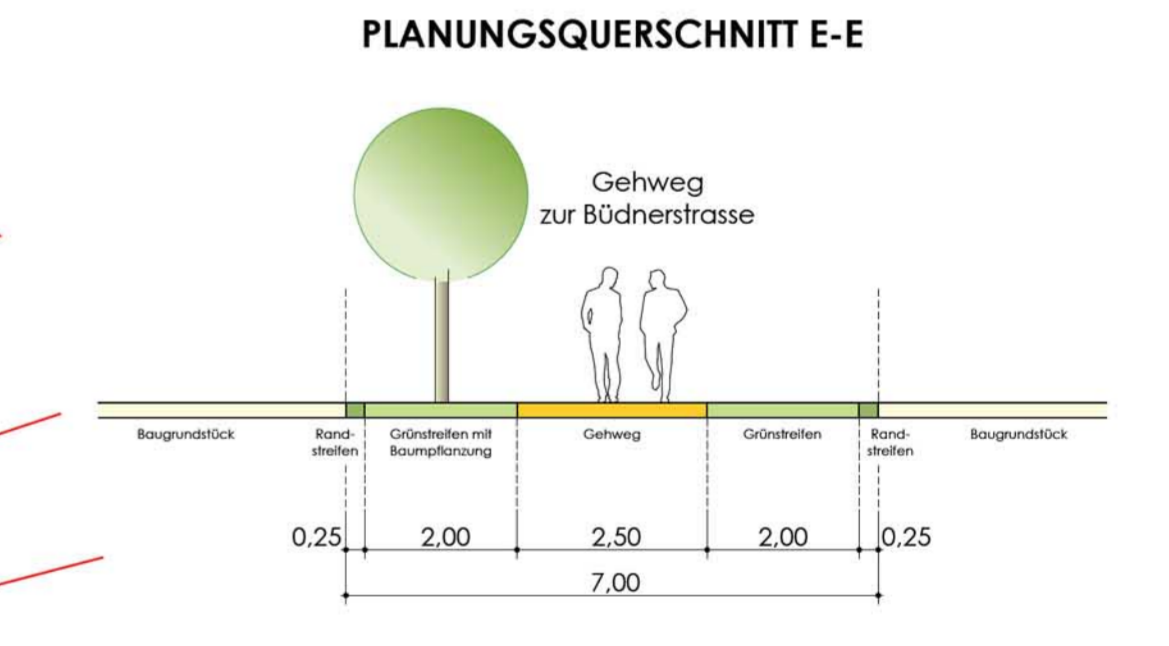 PLANUNGSQUERSCHNITT E-E
Gehweg
zur Büdnerstrasse
Baugrundstück
Rand-
streifen
Grünstreifen mit
Baumpflanzung
Gehweg
Grünstreifen
Rand-
streifen
Baugrundstück
0,25
2,00
2,50
2,00
0,25
7,00